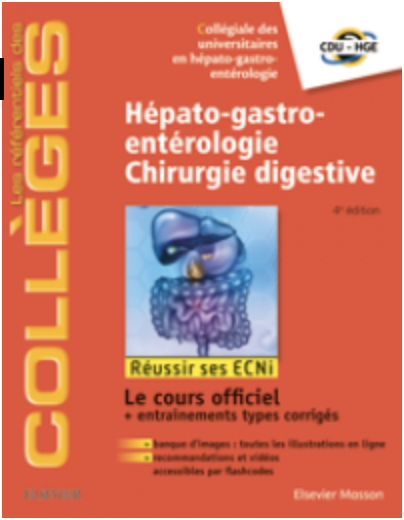 Collégiale des
universitaires
en hépato-gastro-
entérologie
CDU - HGE
Les référentiels des
COLLÈGES
Hépato-gastro-
entérologie
Chirurgie digestive
4e édition
Réussir ses ECNi
Le cours officiel
+ entraînements types corrigés
+ banque d'images : toutes les illustrations en ligne
+ recommandations et vidéos
accessibles par flashcodes
ELSEVIER
Elsevier Masson